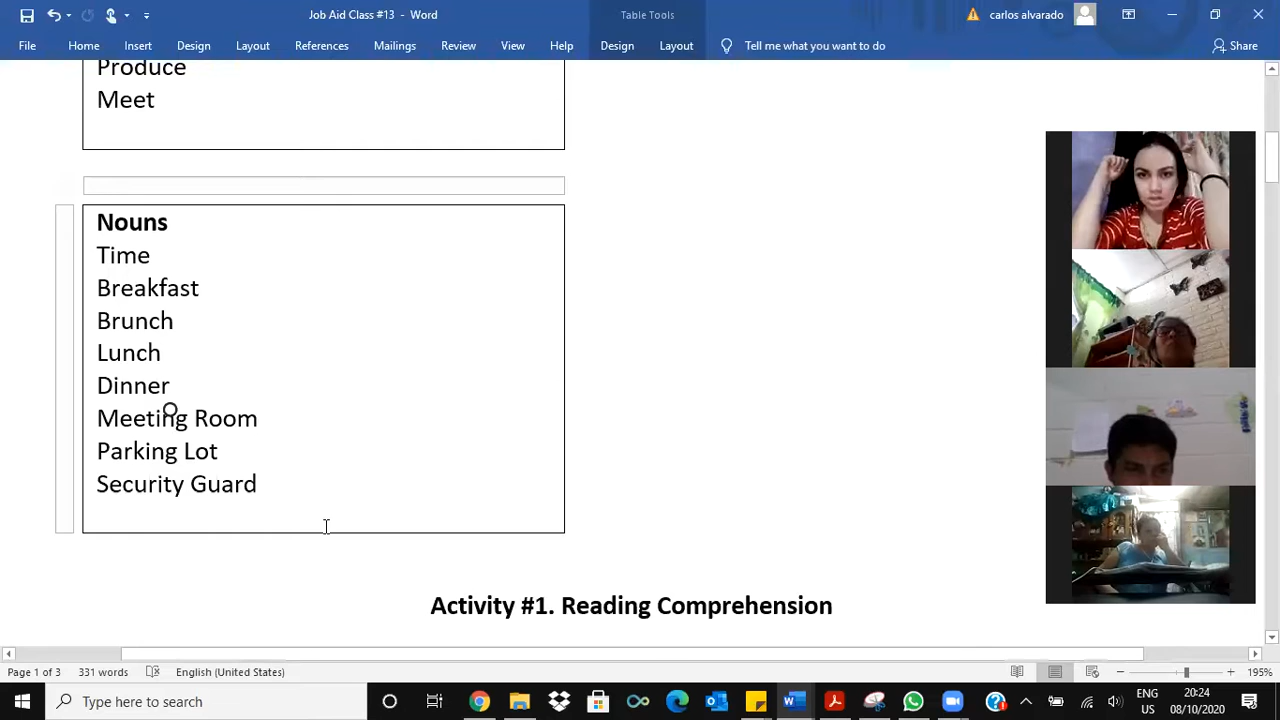 Job Aid Class #13 - Word
Table Tools
carlos alvarado
File Home Insert Design Layout References Mailings Review View Help Design Layout Tell me what you want to do Share
Produce
Meet
Nouns
Time
Breakfast
Brunch
Lunch
Dinner
Meeting Room
Parking Lot
Security Guard
Activity #1. Reading Comprehension
Page 1 of 3 331 words English (United States) 195%
Type here to search
ENG
US
20:24
08/10/2020